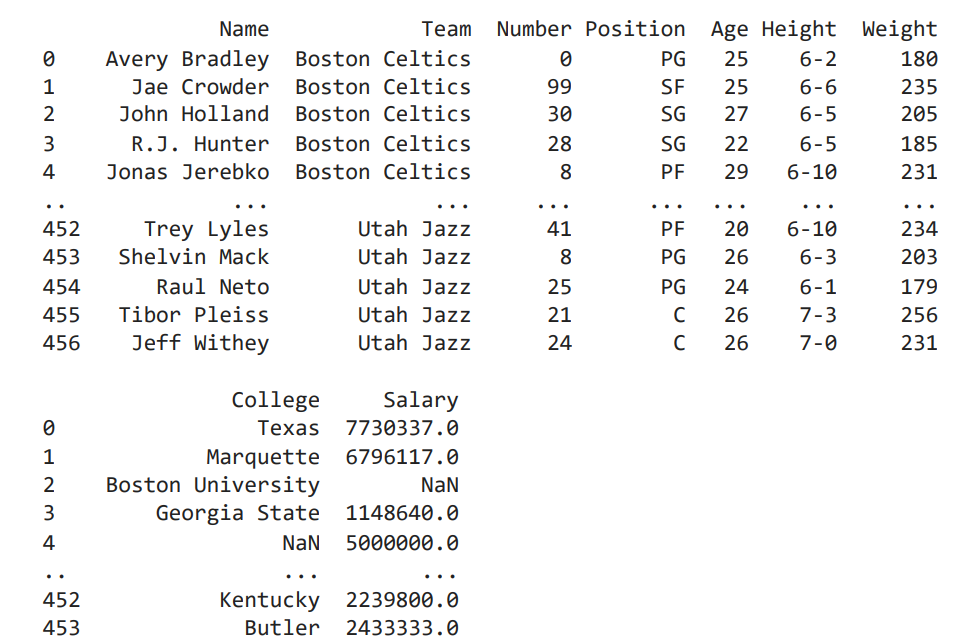 Name Team Number Position Age Height Weight
0 Avery Bradley Boston Celtics 0 PG 25 6-2 180
1 Jae Crowder Boston Celtics 99 SF 25 6-6 235
2 John Holland Boston Celtics 30 SG 27 6-5 205
3 R.J. Hunter Boston Celtics 28 SG 22 6-5 185
4 Jonas Jerebko Boston Celtics 8 PF 29 6-10 231
.. ... ... ... ... ... ... ...
452 Trey Lyles Utah Jazz 41 PF 20 6-10 234
453 Shelvin Mack Utah Jazz 8 PG 26 6-3 203
454 Raul Neto Utah Jazz 25 PG 24 6-1 179
455 Tibor Pleiss Utah Jazz 21 C 26 7-3 256
456 Jeff Withey Utah Jazz 24 C 26 7-0 231
College Salary
0 Texas 7730337.0
1 Marquette 6796117.0
2 Boston University NaN
3 Georgia State 1148640.0
4 NaN 5000000.0
.. ... ...
452 Kentucky 2239800.0
453 Butler 2433333.0